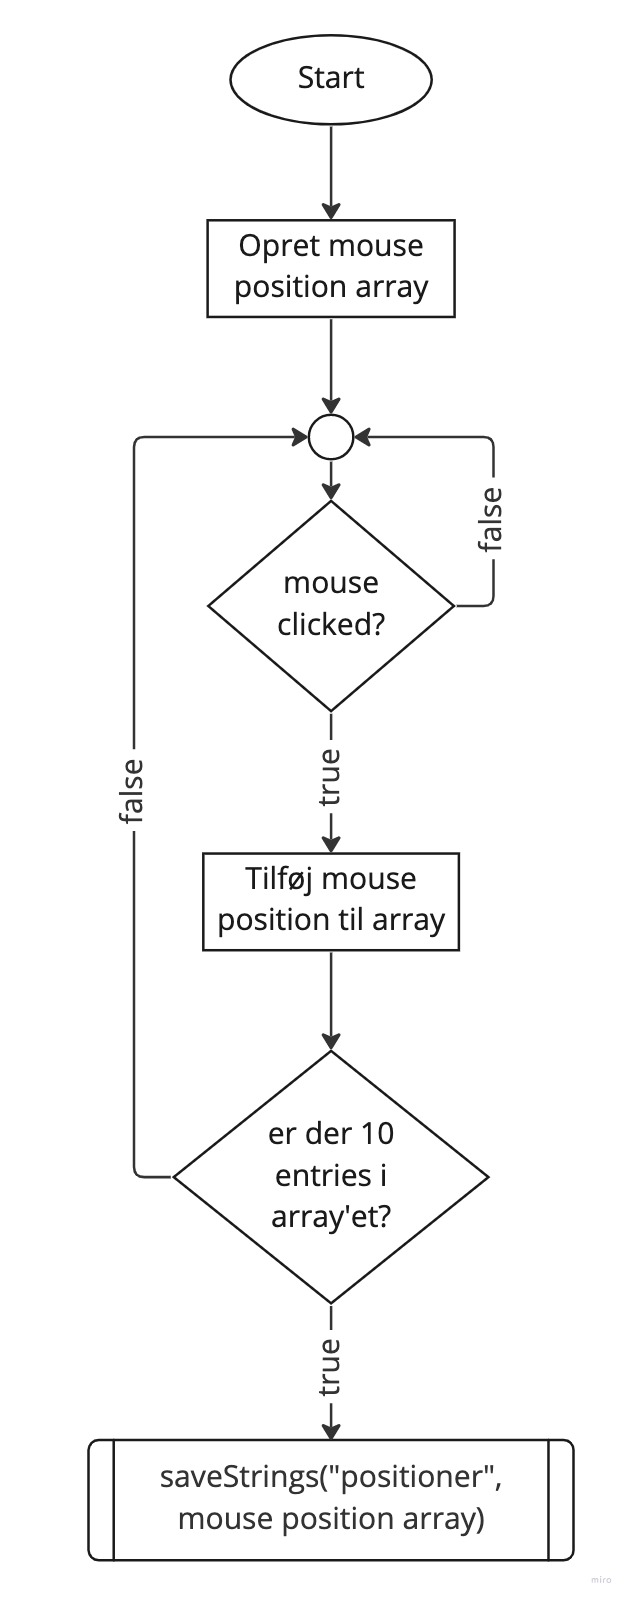 Start
Opret mouse
position array
false
mouse
clicked?
true
false
Tilføj mouse
position til array
er der 10
entries i
array'et?
true
saveStrings("positioner",
mouse position array)
miro